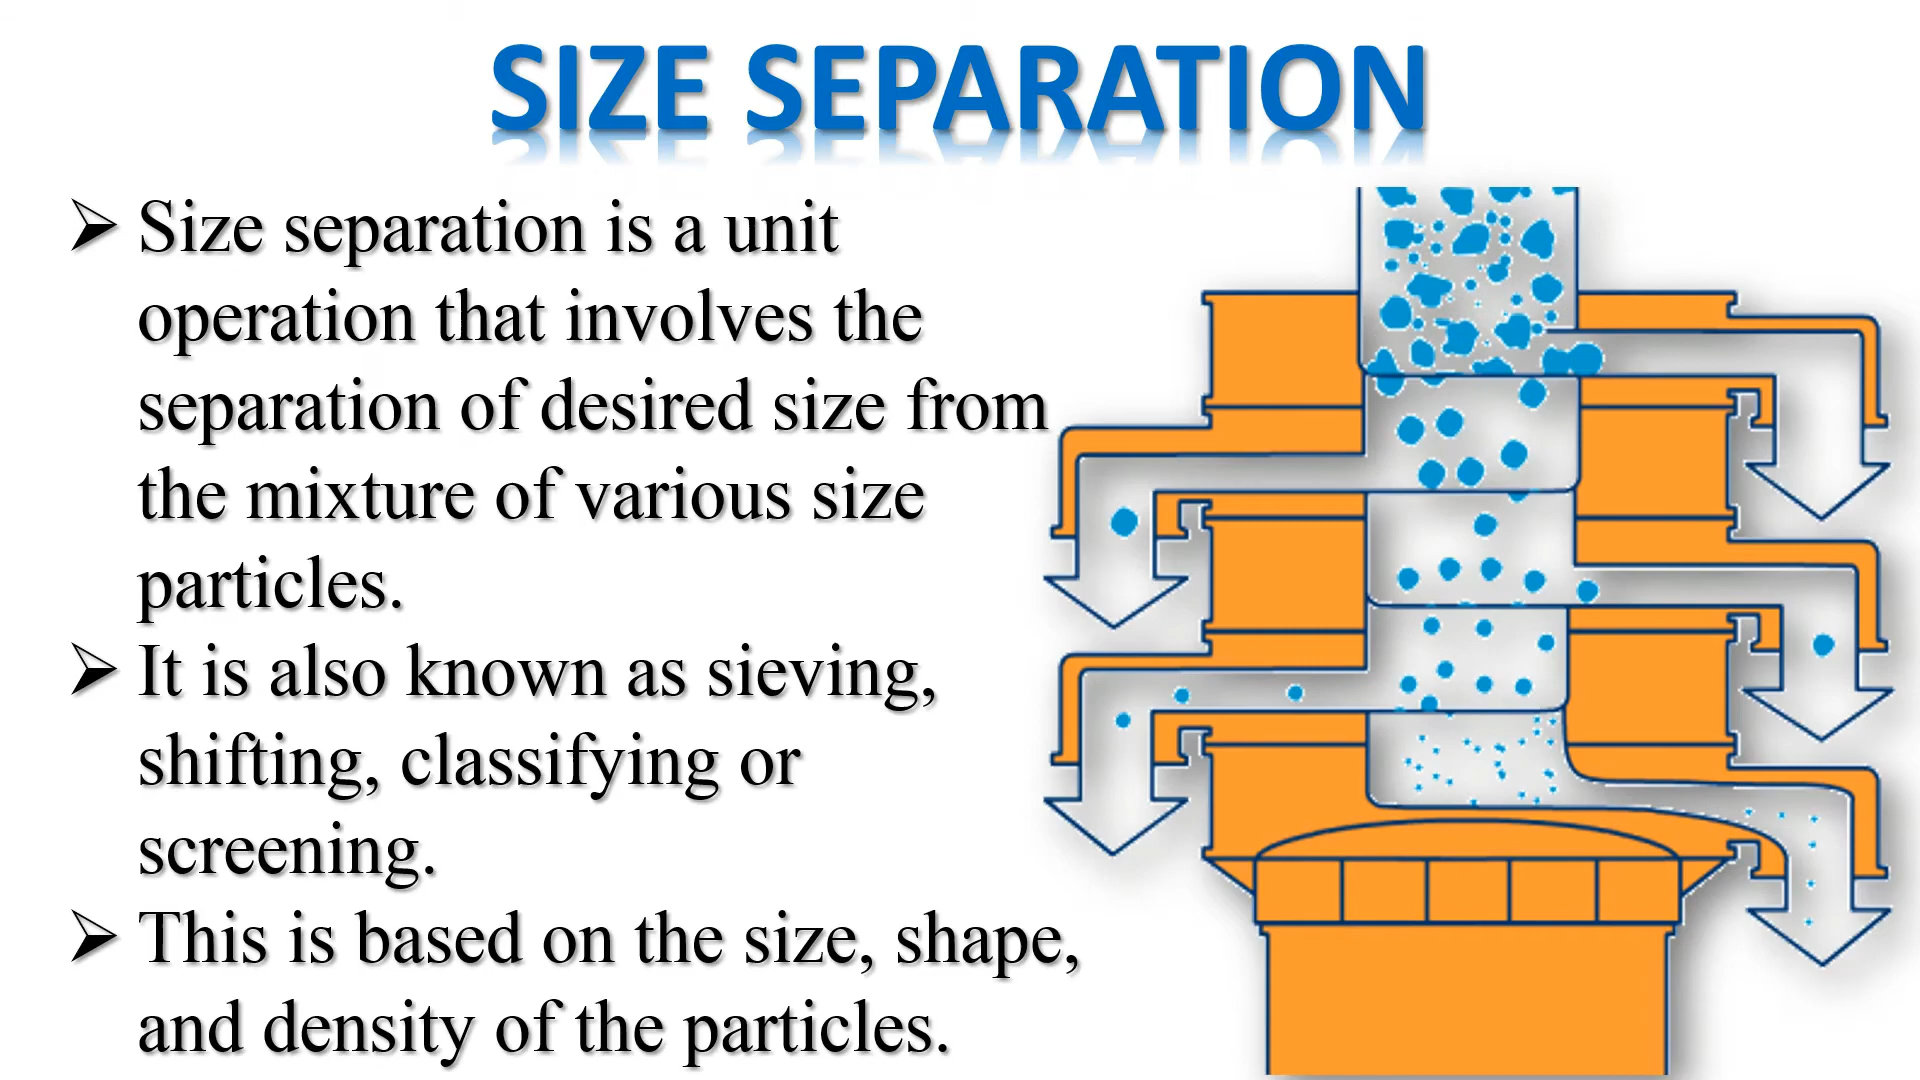 SIZE SEPARATION
➢ Size separation is a unit
operation that involves the
separation of desired size from
the mixture of various size
particles.
➢ It is also known as sieving,
shifting, classifying or
screening.
➢ This is based on the size, shape,
and density of the particles.